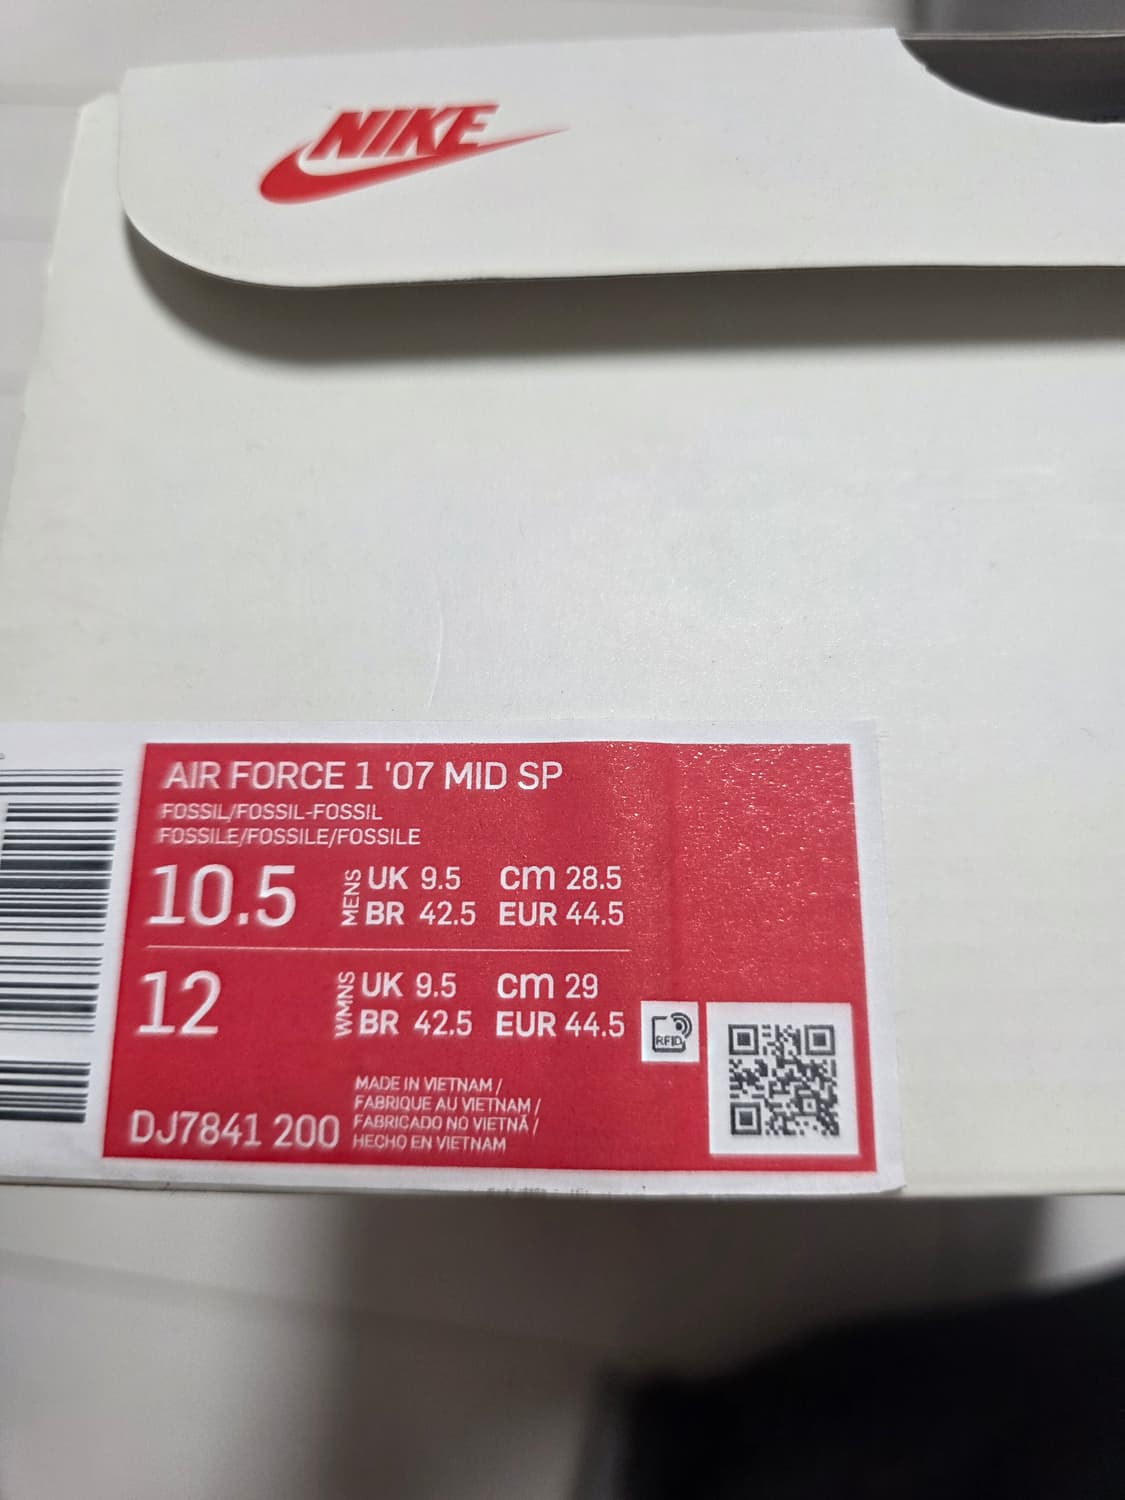 NIKE
AIR FORCE 1 '07 MID SP
FOSSIL/FOSSIL-FOSSIL
FOSSILE/FOSSILE/FOSSILE
10.5 MENS UK 9.5 cm 28.5
BR 42.5 EUR 44.5
12 WMNS UK 9.5 cm 29
BR 42.5 EUR 44.5
RFID
MADE IN VIETNAM /
FABRIQUE AU VIETNAM /
FABRICADO NO VIETNÃ /
HECHO EN VIETNAM
DJ7841 200